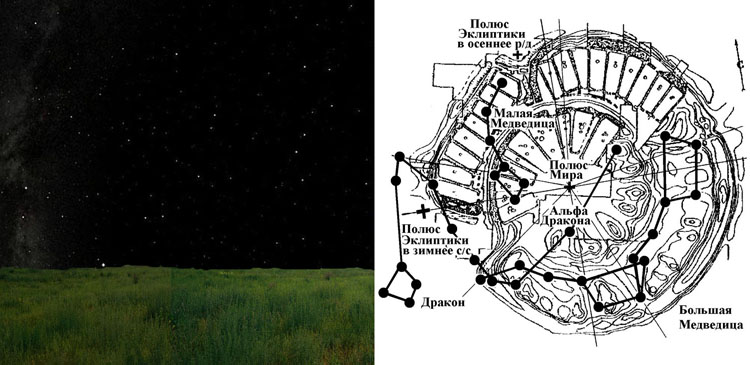 Полюс
Эклиптики
в осеннее р/д
С
Малая
Медведица
Полюс
Мира
Альфа
Дракона
Полюс
Эклиптики
в зимнее с/с
Дракон
Большая
Медведица